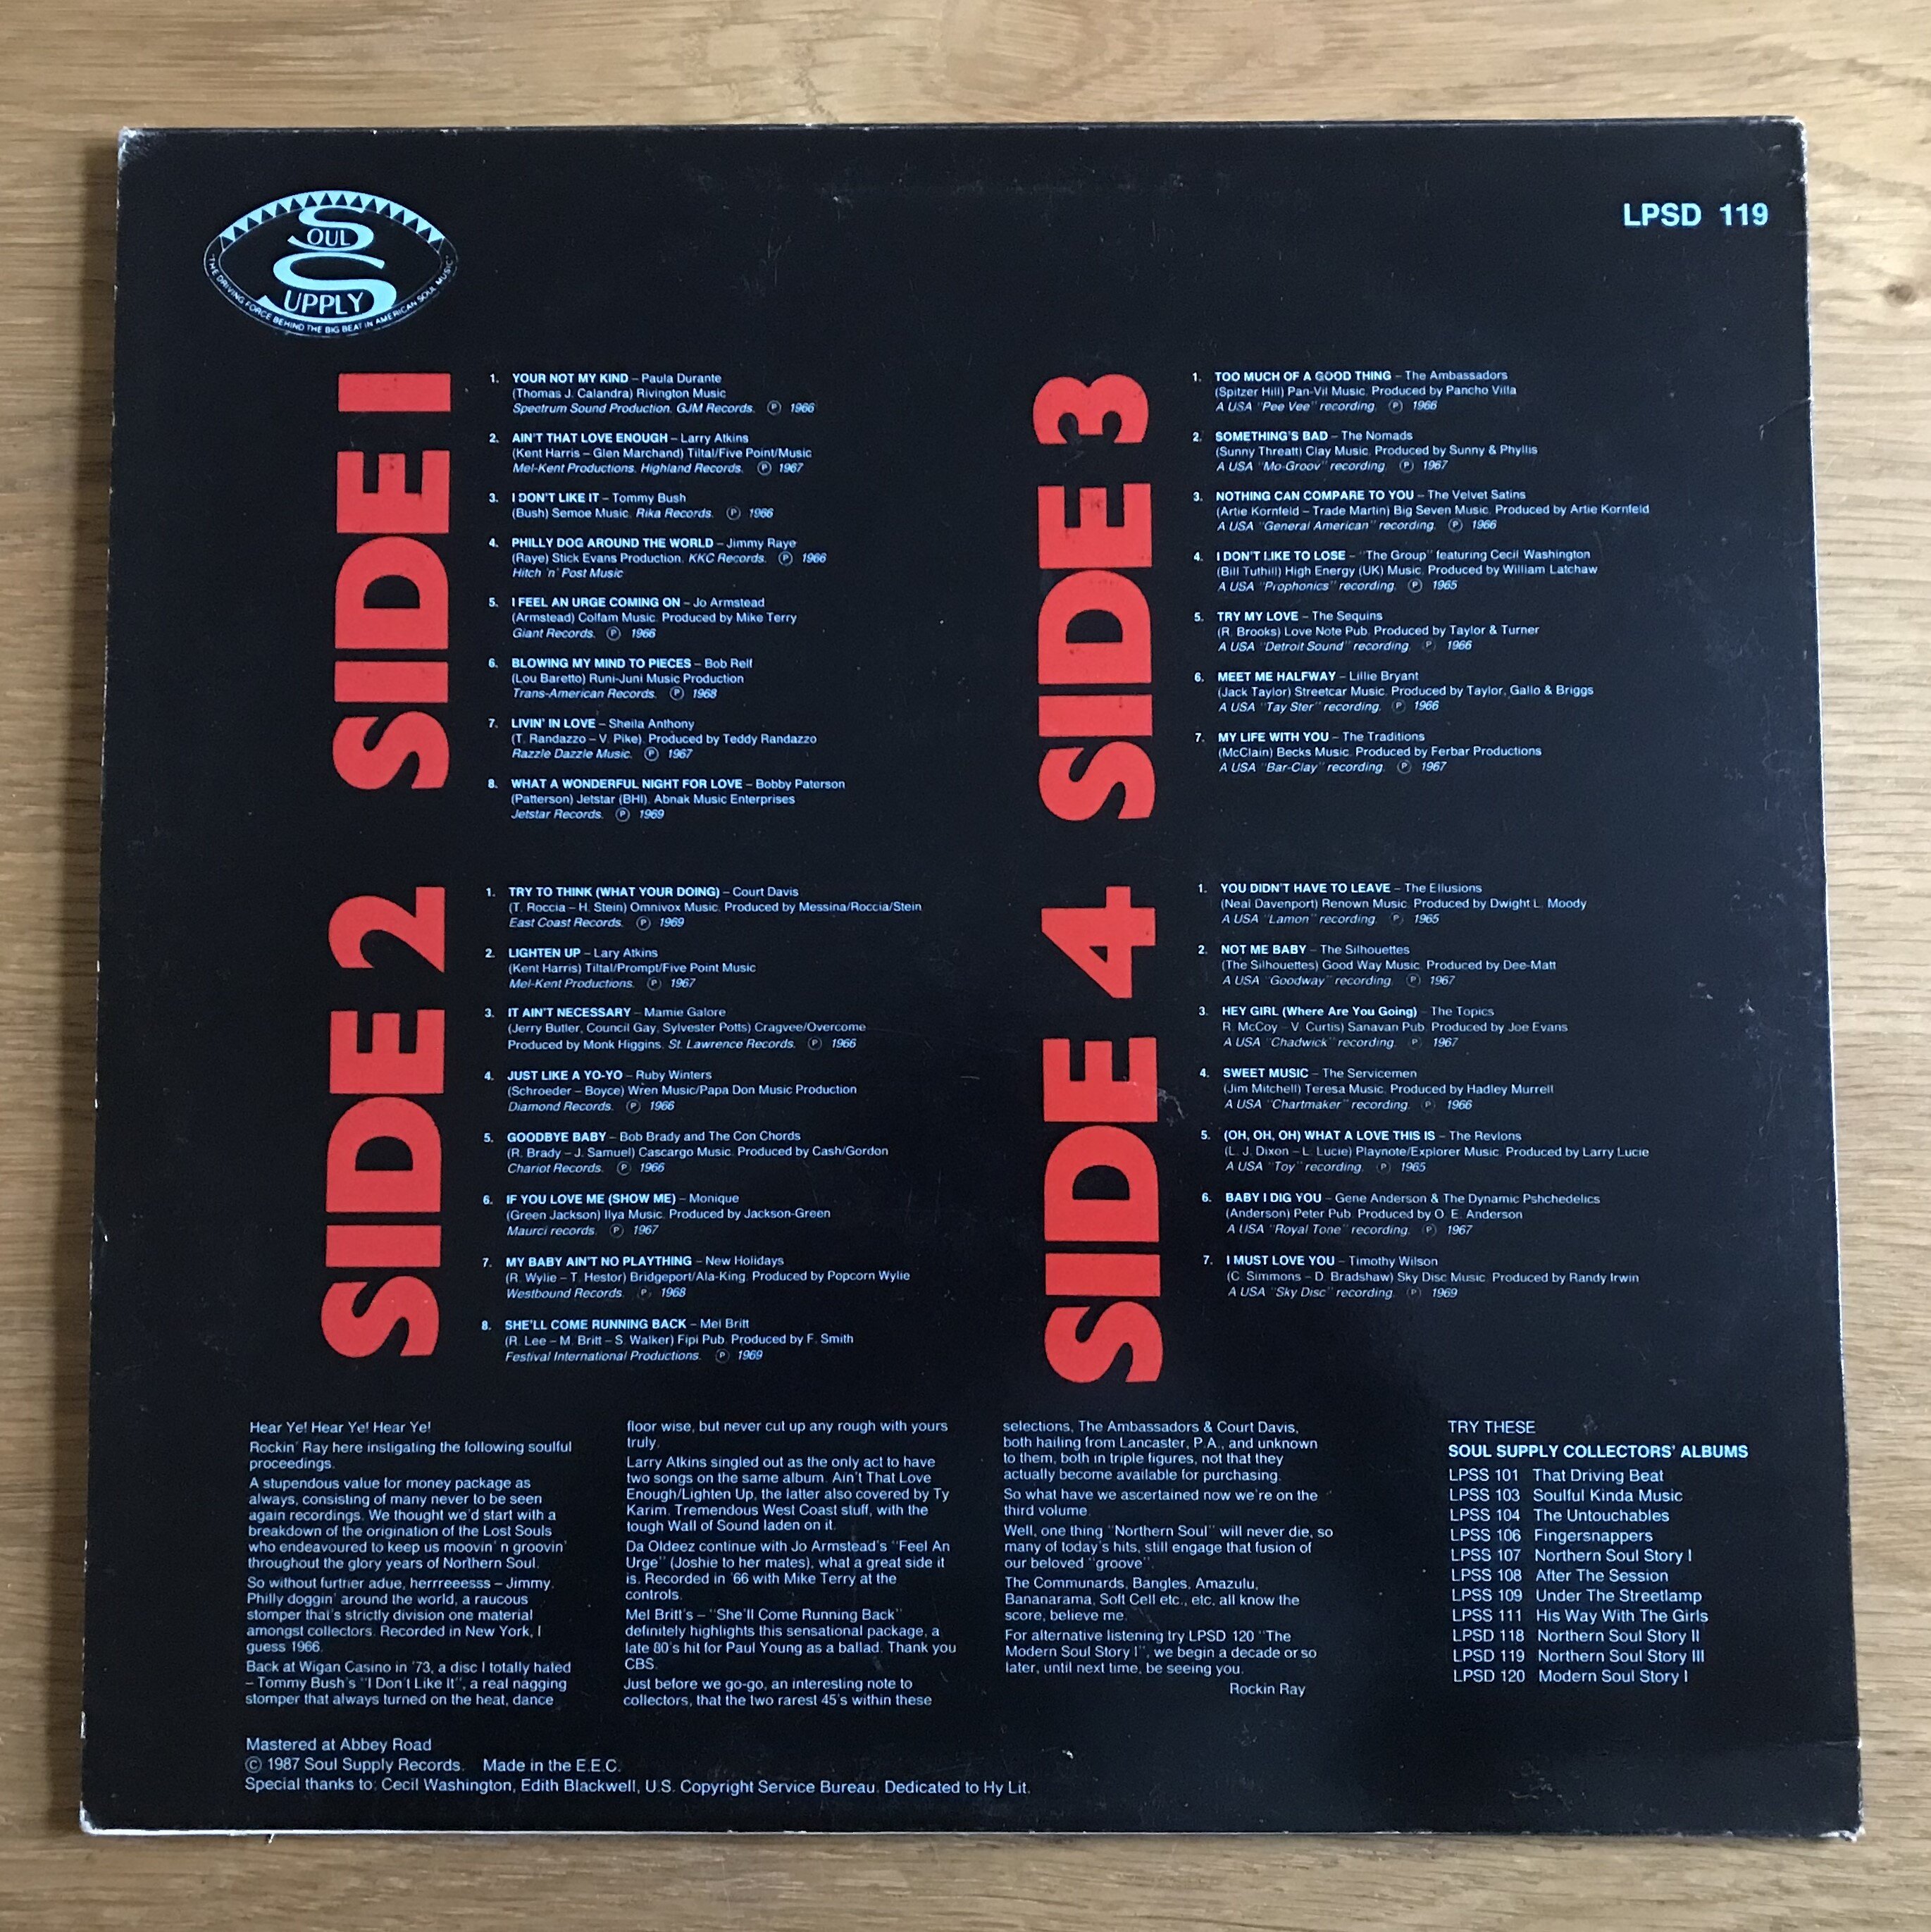 SOUL
SUPPLY
"THE DRIVING FORCE BEHIND THE BIG BEAT IN AMERICAN SOUL MUSIC"
LPSD 119
SIDE 1
1. YOUR NOT MY KIND – Paula Durante
(Thomas J. Calandra) Rivington Music
Spectrum Sound Production. GJM Records. Ⓟ 1966
2. AIN'T THAT LOVE ENOUGH – Larry Atkins
(Kent Harris – Glen Marchand) Tiltal/Five Point/Music
Mel-Kent Productions. Highland Records. Ⓟ 1967
3. I DON'T LIKE IT – Tommy Bush
(Bush) Semoe Music. Rika Records. Ⓟ 1966
4. PHILLY DOG AROUND THE WORLD – Jimmy Raye
(Raye) Stick Evans Production. KKC Records. Ⓟ 1966
Hitch 'n' Post Music
5. I FEEL AN URGE COMING ON – Jo Armstead
(Armstead) Colfam Music. Produced by Mike Terry
Giant Records. Ⓟ 1966
6. BLOWING MY MIND TO PIECES – Bob Relf
(Lou Baretto) Runi-Juni Music Production
Trans-American Records. Ⓟ 1968
7. LIVIN' IN LOVE – Sheila Anthony
(T. Randazzo – V. Pike). Produced by Teddy Randazzo
Razzle Dazzle Music. Ⓟ 1967
8. WHAT A WONDERFUL NIGHT FOR LOVE – Bobby Paterson
(Patterson) Jetstar (BHI). Abnak Music Enterprises
Jetstar Records. Ⓟ 1969
SIDE 2
1. TRY TO THINK (WHAT YOUR DOING) – Court Davis
(T. Roccia – H. Stein) Omnivox Music. Produced by Messina/Roccia/Stein
East Coast Records. Ⓟ 1969
2. LIGHTEN UP – Lary Atkins
(Kent Harris) Tiltal/Prompt/Five Point Music
Mel-Kent Productions. Ⓟ 1967
3. IT AIN'T NECESSARY – Mamie Galore
(Jerry Butler, Council Gay, Sylvester Potts) Cragvee/Overcome
Produced by Monk Higgins. St. Lawrence Records. Ⓟ 1966
4. JUST LIKE A YO-YO – Ruby Winters
(Schroeder – Boyce) Wren Music/Papa Don Music Production
Diamond Records. Ⓟ 1966
5. GOODBYE BABY – Bob Brady and The Con Chords
(R. Brady – J. Samuel) Cascargo Music. Produced by Cash/Gordon
Chariot Records. Ⓟ 1966
6. IF YOU LOVE ME (SHOW ME) – Monique
(Green Jackson) Ilya Music. Produced by Jackson-Green
Maurci records. Ⓟ 1967
7. MY BABY AIN'T NO PLAYTHING – New Holidays
(R. Wylie – T. Hestor) Bridgeport/Ala-King. Produced by Popcorn Wylie
Westbound Records. Ⓟ 1968
8. SHE'LL COME RUNNING BACK – Mel Britt
(R. Lee – M. Britt – S. Walker) Fipi Pub. Produced by F. Smith
Festival International Productions. Ⓟ 1969
SIDE 3
1. TOO MUCH OF A GOOD THING – The Ambassadors
(Spitzer Hill) Pan-Vil Music. Produced by Pancho Villa
A USA "Pee Vee" recording. Ⓟ 1966
2. SOMETHING'S BAD – The Nomads
(Sunny Threatt) Clay Music. Produced by Sunny & Phyllis
A USA "Mo-Groov" recording. Ⓟ 1967
3. NOTHING CAN COMPARE TO YOU – The Velvet Satins
(Artie Kornfeld – Trade Martin) Big Seven Music. Produced by Artie Kornfeld
A USA "General American" recording. Ⓟ 1966
4. I DON'T LIKE TO LOSE – "The Group" featuring Cecil Washington
(Bill Tuthill) High Energy (UK) Music. Produced by William Latchaw
A USA "Prophonics" recording. Ⓟ 1965
5. TRY MY LOVE – The Sequins
(R. Brooks) Love Note Pub. Produced by Taylor & Turner
A USA "Detroit Sound" recording. Ⓟ 1966
6. MEET ME HALFWAY – Lillie Bryant
(Jack Taylor) Streetcar Music. Produced by Taylor, Gallo & Briggs
A USA "Tay Ster" recording. Ⓟ 1966
7. MY LIFE WITH YOU – The Traditions
(McClain) Becks Music. Produced by Ferbar Productions
A USA "Bar-Clay" recording. Ⓟ 1967
SIDE 4
1. YOU DIDN'T HAVE TO LEAVE – The Ellusions
(Neal Davenport) Renown Music. Produced by Dwight L. Moody
A USA "Lamon" recording. Ⓟ 1965
2. NOT ME BABY – The Silhouettes
(The Silhouettes) Good Way Music. Produced by Dee-Matt
A USA "Goodway" recording. Ⓟ 1967
3. HEY GIRL (Where Are You Going) – The Topics
R. McCoy – V. Curtis) Sanavan Pub. Produced by Joe Evans
A USA "Chadwick" recording. Ⓟ 1967
4. SWEET MUSIC – The Servicemen
(Jim Mitchell) Teresa Music. Produced by Hadley Murrell
A USA "Chartmaker" recording. Ⓟ 1966
5. (OH, OH, OH) WHAT A LOVE THIS IS – The Revlons
(L. J. Dixon – L. Lucie) Playnote/Explorer Music. Produced by Larry Lucie
A USA "Toy" recording. Ⓟ 1965
6. BABY I DIG YOU – Gene Anderson & The Dynamic Pshchedelics
(Anderson) Peter Pub. Produced by O. E. Anderson
A USA "Royal Tone" recording. Ⓟ 1967
7. I MUST LOVE YOU – Timothy Wilson
(C. Simmons – D. Bradshaw) Sky Disc Music. Produced by Randy Irwin
A USA "Sky Disc" recording. Ⓟ 1969
Hear Ye! Hear Ye! Hear Ye!
Rockin' Ray here instigating the following soulful
proceedings.
A stupendous value for money package as
always, consisting of many never to be seen
again recordings. We thought we'd start with a
breakdown of the origination of the Lost Souls
who endeavoured to keep us moovin' n groovin'
throughout the glory years of Northern Soul.
So without further adue, herrreeesss – Jimmy.
Philly doggin' around the world, a raucous
stomper that's strictly division one material
amongst collectors. Recorded in New York, I
guess 1966.
Back at Wigan Casino in '73, a disc I totally hated
– Tommy Bush's "I Don't Like It", a real nagging
stomper that always turned on the heat, dance
floor wise, but never cut up any rough with yours
truly.
Larry Atkins singled out as the only act to have
two songs on the same album. Ain't That Love
Enough/Lighten Up, the latter also covered by Ty
Karim. Tremendous West Coast stuff, with the
tough Wall of Sound laden on it.
Da Oldeez continue with Jo Armstead's "Feel An
Urge" (Joshie to her mates), what a great side it
is. Recorded in '66 with Mike Terry at the
controls.
Mel Britt's – "She'll Come Running Back"
definitely highlights this sensational package, a
late 80's hit for Paul Young as a ballad. Thank you
CBS.
Just before we go-go, an interesting note to
collectors, that the two rarest 45's within these
selections, The Ambassadors & Court Davis,
both hailing from Lancaster, P.A., and unknown
to them, both in triple figures, not that they
actually become available for purchasing.
So what have we ascertained now we're on the
third volume.
Well, one thing "Northern Soul" will never die, so
many of today's hits, still engage that fusion of
our beloved "groove".
The Communards, Bangles, Amazulu,
Bananarama, Soft Cell etc., etc. all know the
score, believe me.
For alternative listening try LPSD 120 "The
Modern Soul Story I", we begin a decade or so
later, until next time, be seeing you.
Rockin Ray
TRY THESE
SOUL SUPPLY COLLECTORS' ALBUMS
LPSS 101 That Driving Beat
LPSS 103 Soulful Kinda Music
LPSS 104 The Untouchables
LPSS 106 Fingersnappers
LPSS 107 Northern Soul Story I
LPSS 108 After The Session
LPSS 109 Under The Streetlamp
LPSS 111 His Way With The Girls
LPSD 118 Northern Soul Story II
LPSD 119 Northern Soul Story III
LPSD 120 Modern Soul Story I
Mastered at Abbey Road
© 1987 Soul Supply Records. Made in the E.E.C.
Special thanks to: Cecil Washington, Edith Blackwell, U.S. Copyright Service Bureau. Dedicated to Hy Lit.